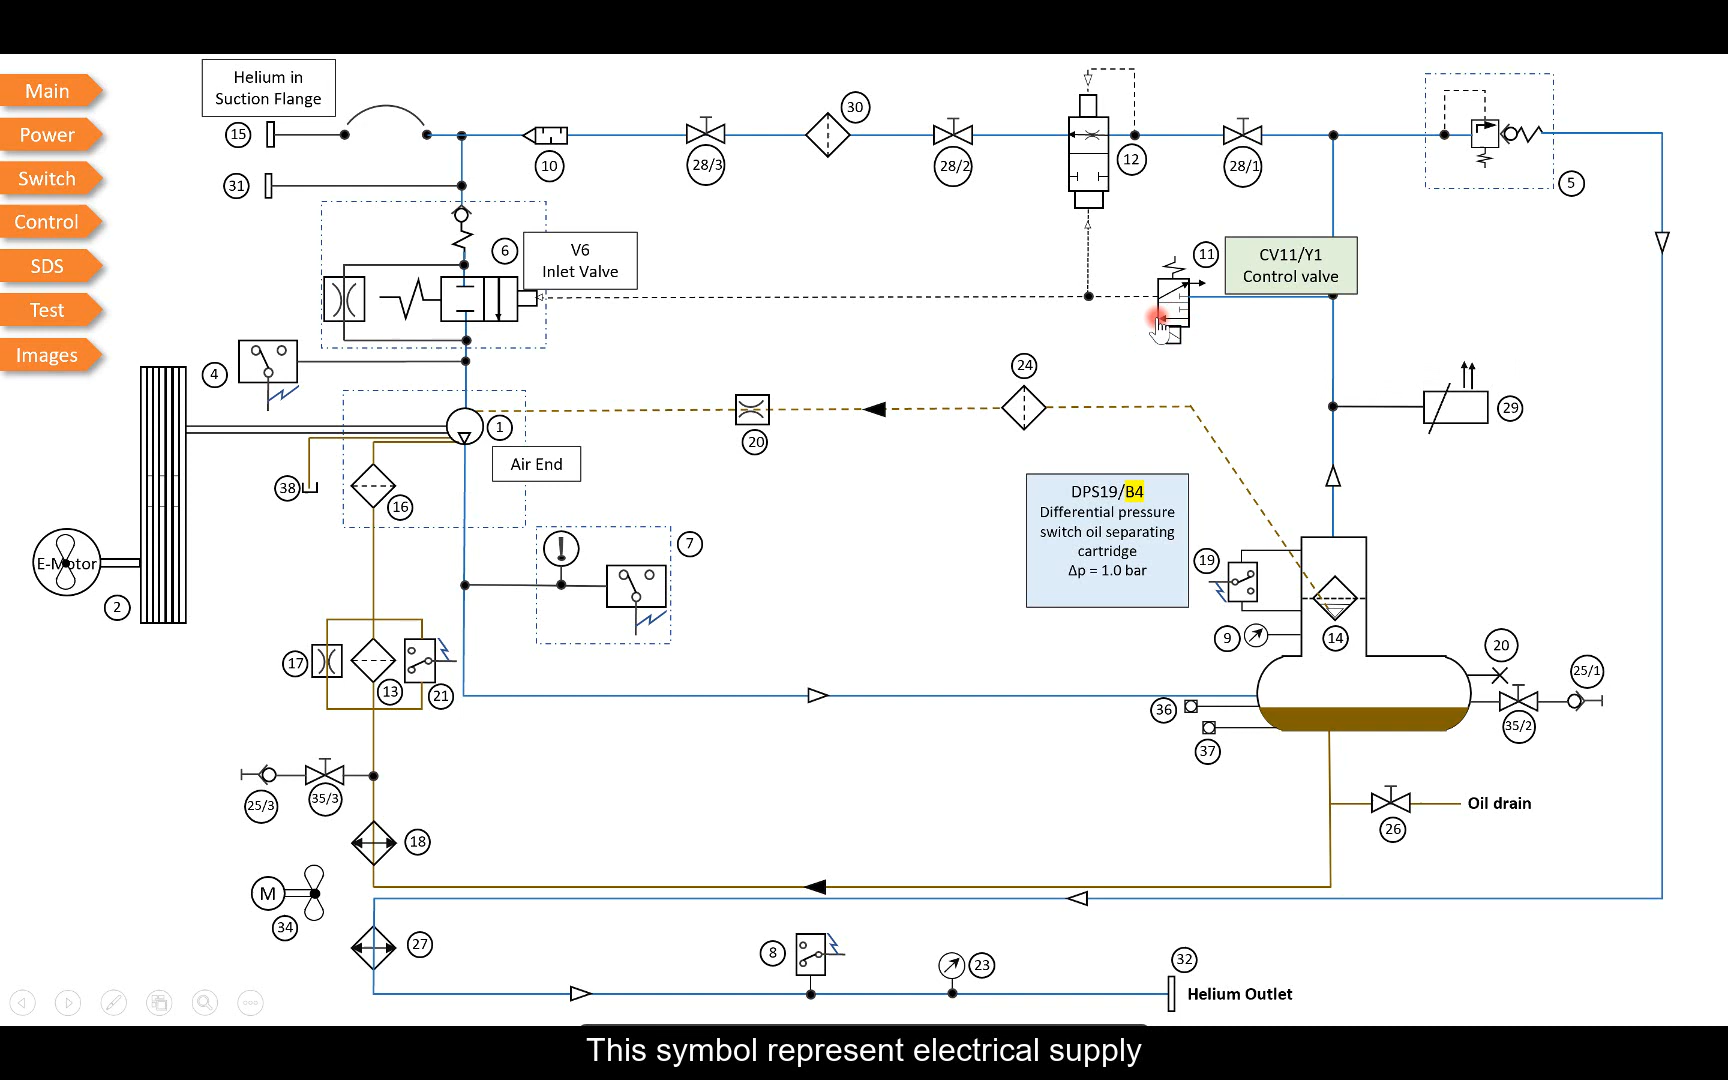 Main
Power
Switch
Control
SDS
Test
Images
Helium in
Suction Flange
15
31
10
28/3
30
28/2
12
28/1
5
6
V6
Inlet Valve
11
CV11/Y1
Control valve
4
1
Air End
20
24
29
38
16
7
E-Motor
2
DPS19/B4
Differential pressure
switch oil separating
cartridge
Δp = 1.0 bar
19
9
14
20
25/1
35/2
36
37
17
13
21
25/3
35/3
18
26
Oil drain
M
34
27
8
23
32
Helium Outlet
This symbol represent electrical supply